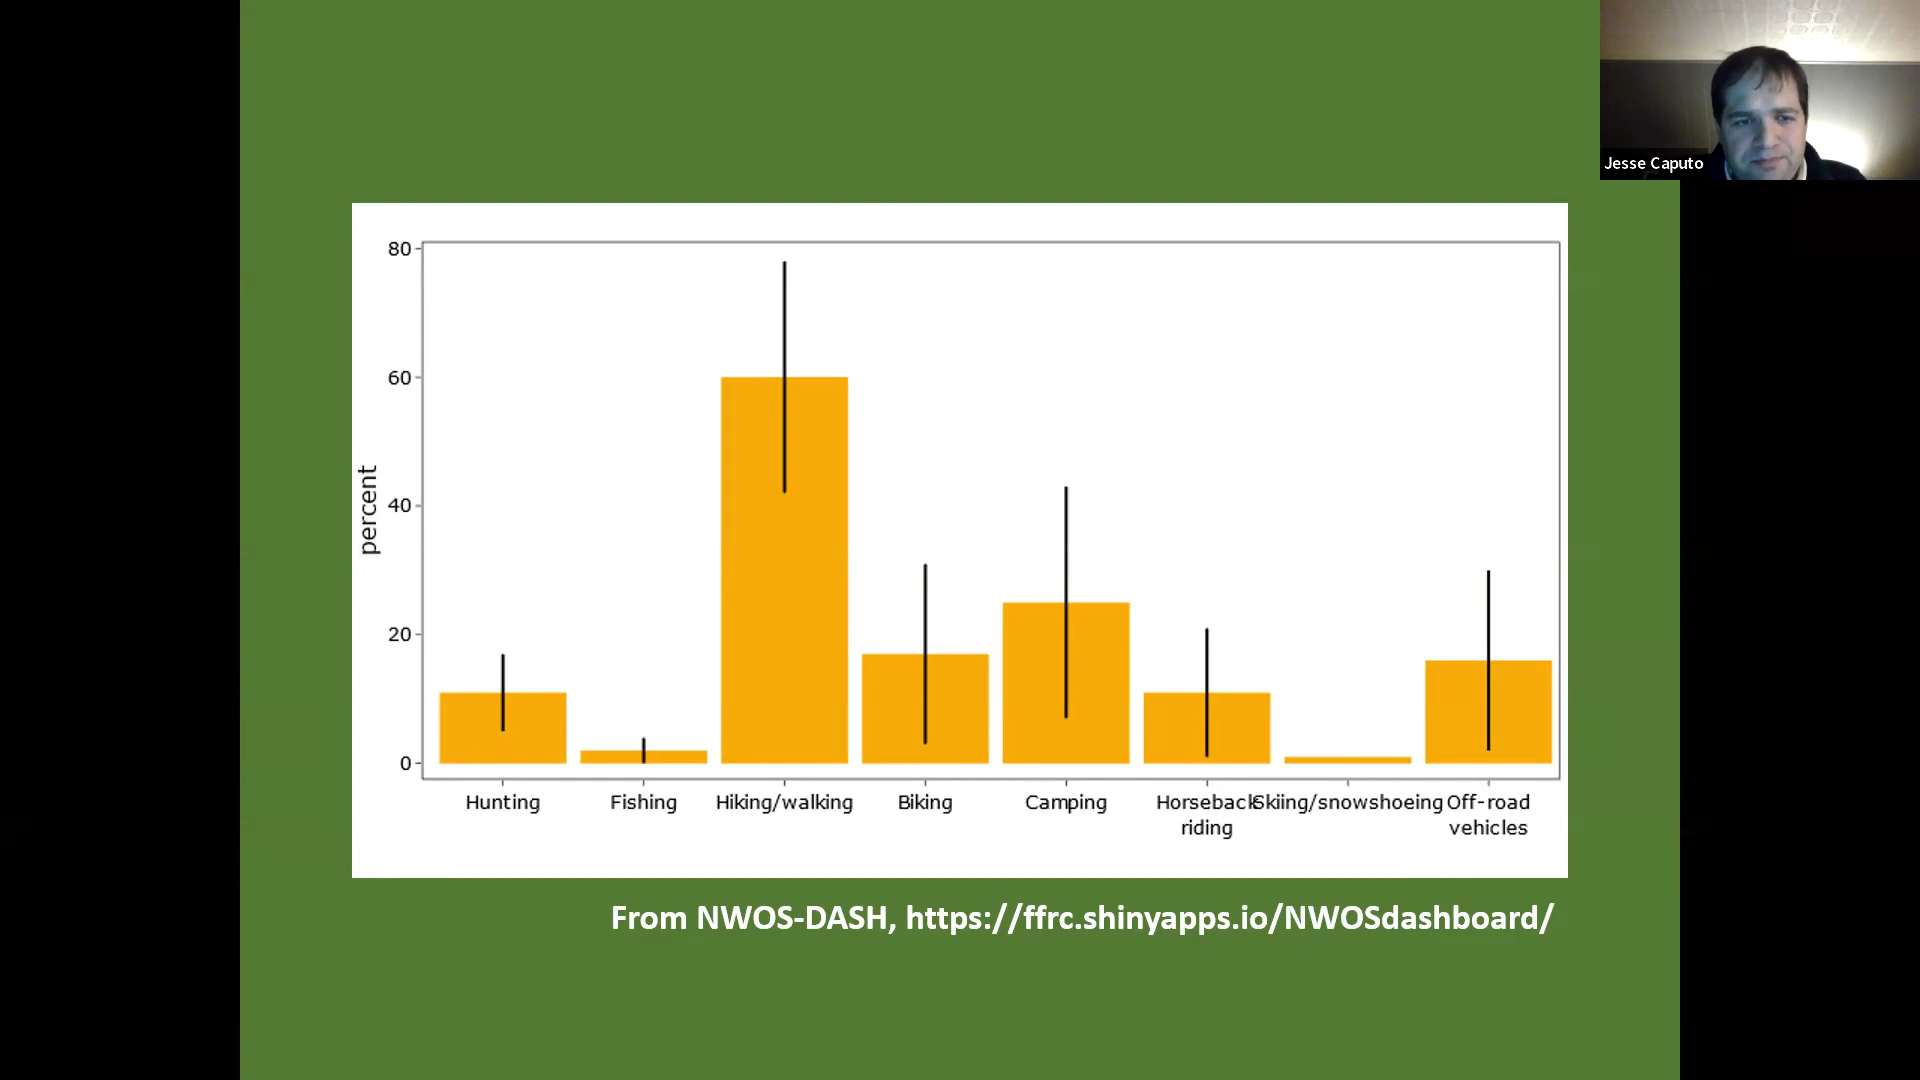 Jesse Caputo
80
60
40
20
0
percent
Hunting
Fishing
Hiking/walking
Biking
Camping
Horseback
riding
Skiing/snowshoeing
Off-road
vehicles
From NWOS-DASH, https://ffrc.shinyapps.io/NWOSdashboard/